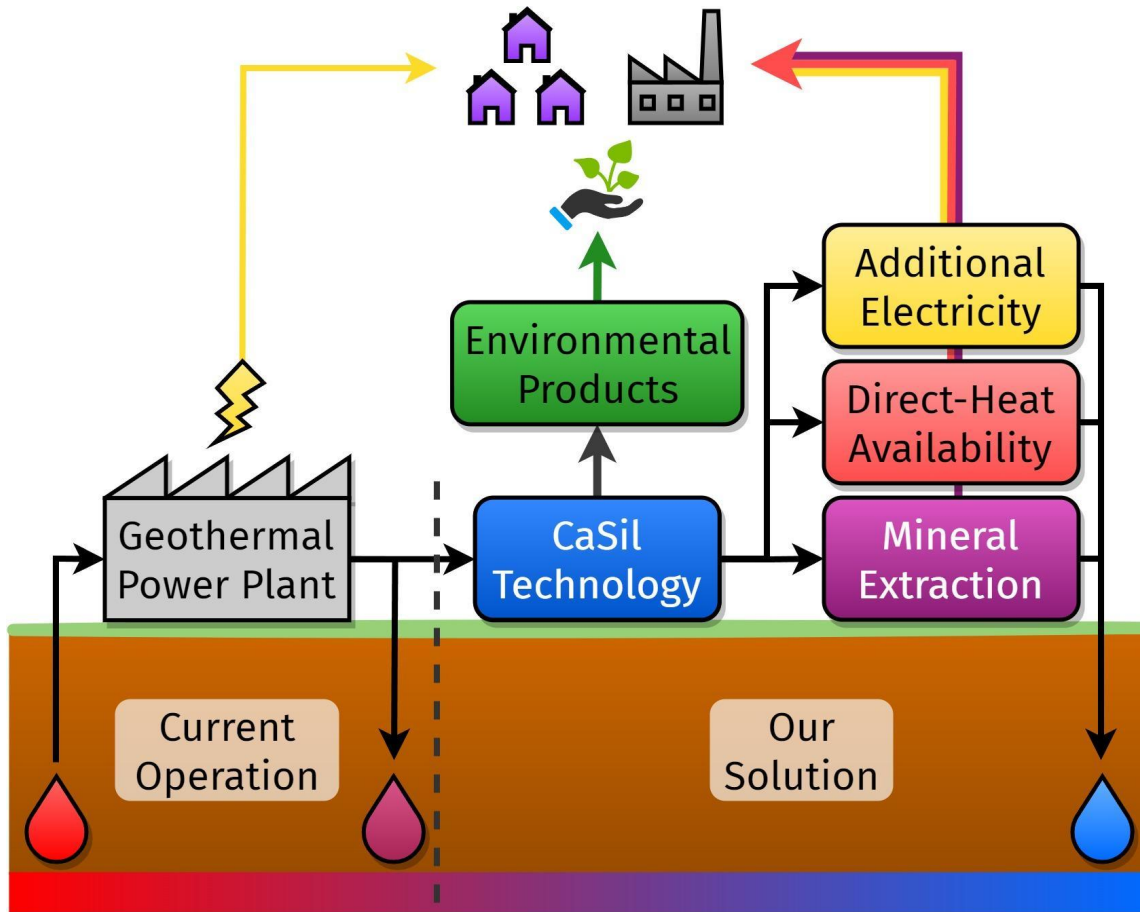 Additional
Electricity
Environmental
Products
Direct-Heat
Availability
Geothermal
Power Plant
CaSil
Technology
Mineral
Extraction
Current
Operation
Our
Solution